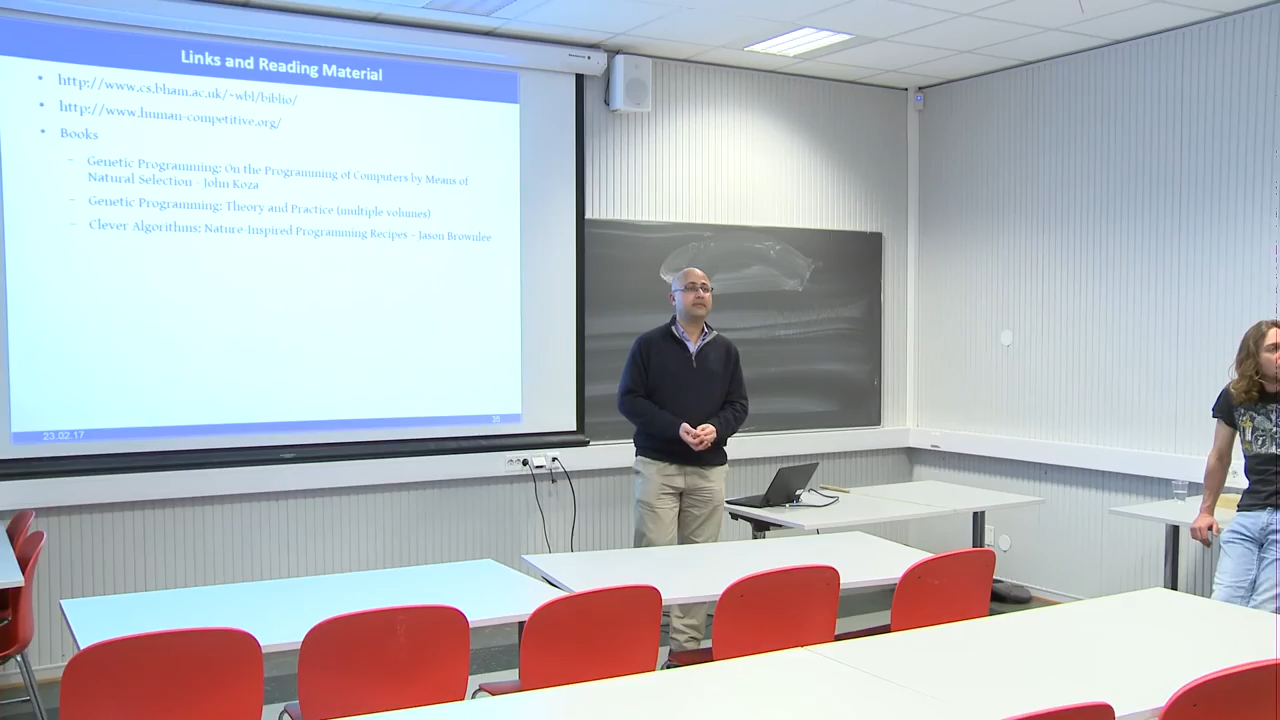 Links and Reading Material
• http://www.cs.bham.ac.uk/~wbl/biblio/
• http://www.human-competitive.org/
• Books
– Genetic Programming: On the Programming of Computers by Means of
Natural Selection - John Koza
– Genetic Programming: Theory and Practice (multiple volumes)
– Clever Algorithms: Nature-Inspired Programming Recipes – Jason Brownlee
23.02.17
35